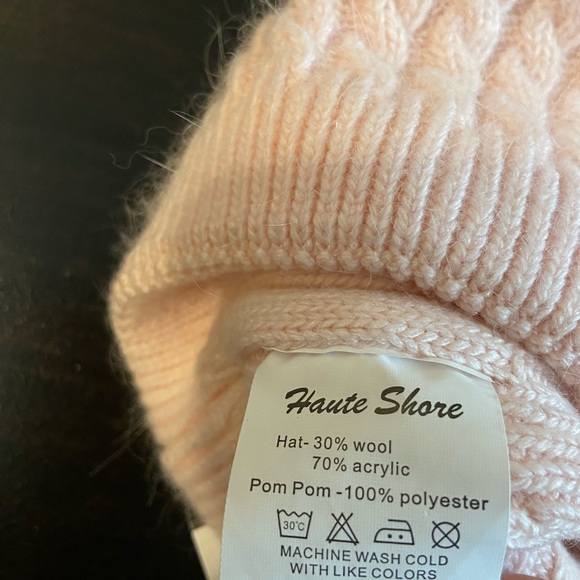 Haute Shore
Hat- 30% wool
70% acrylic
Pom Pom -100% polyester
30°C
MACHINE WASH COLD
WITH LIKE COLORS